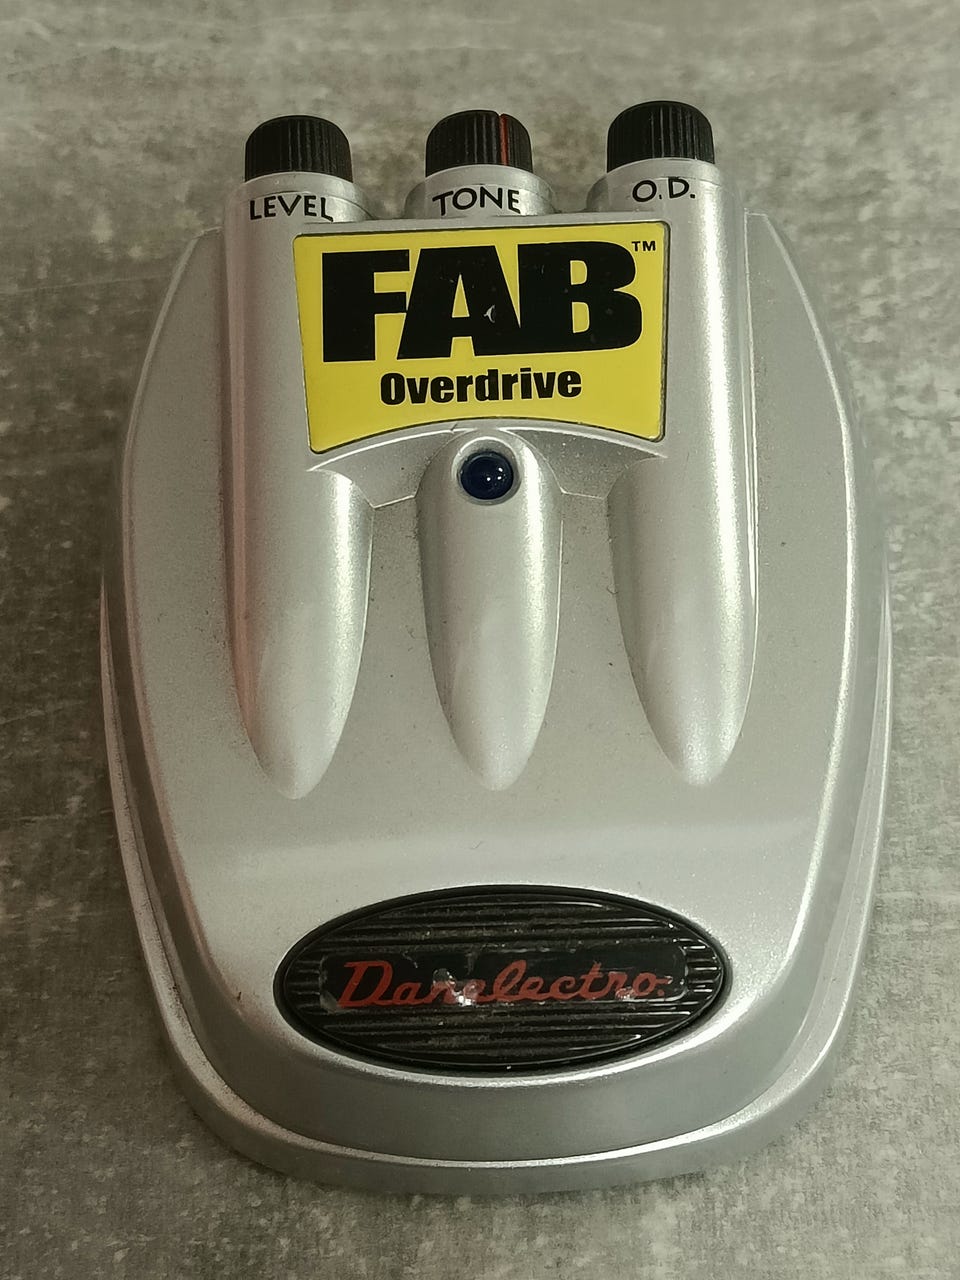 LEVEL TONE O.D.
FAB™
Overdrive
Danelectro